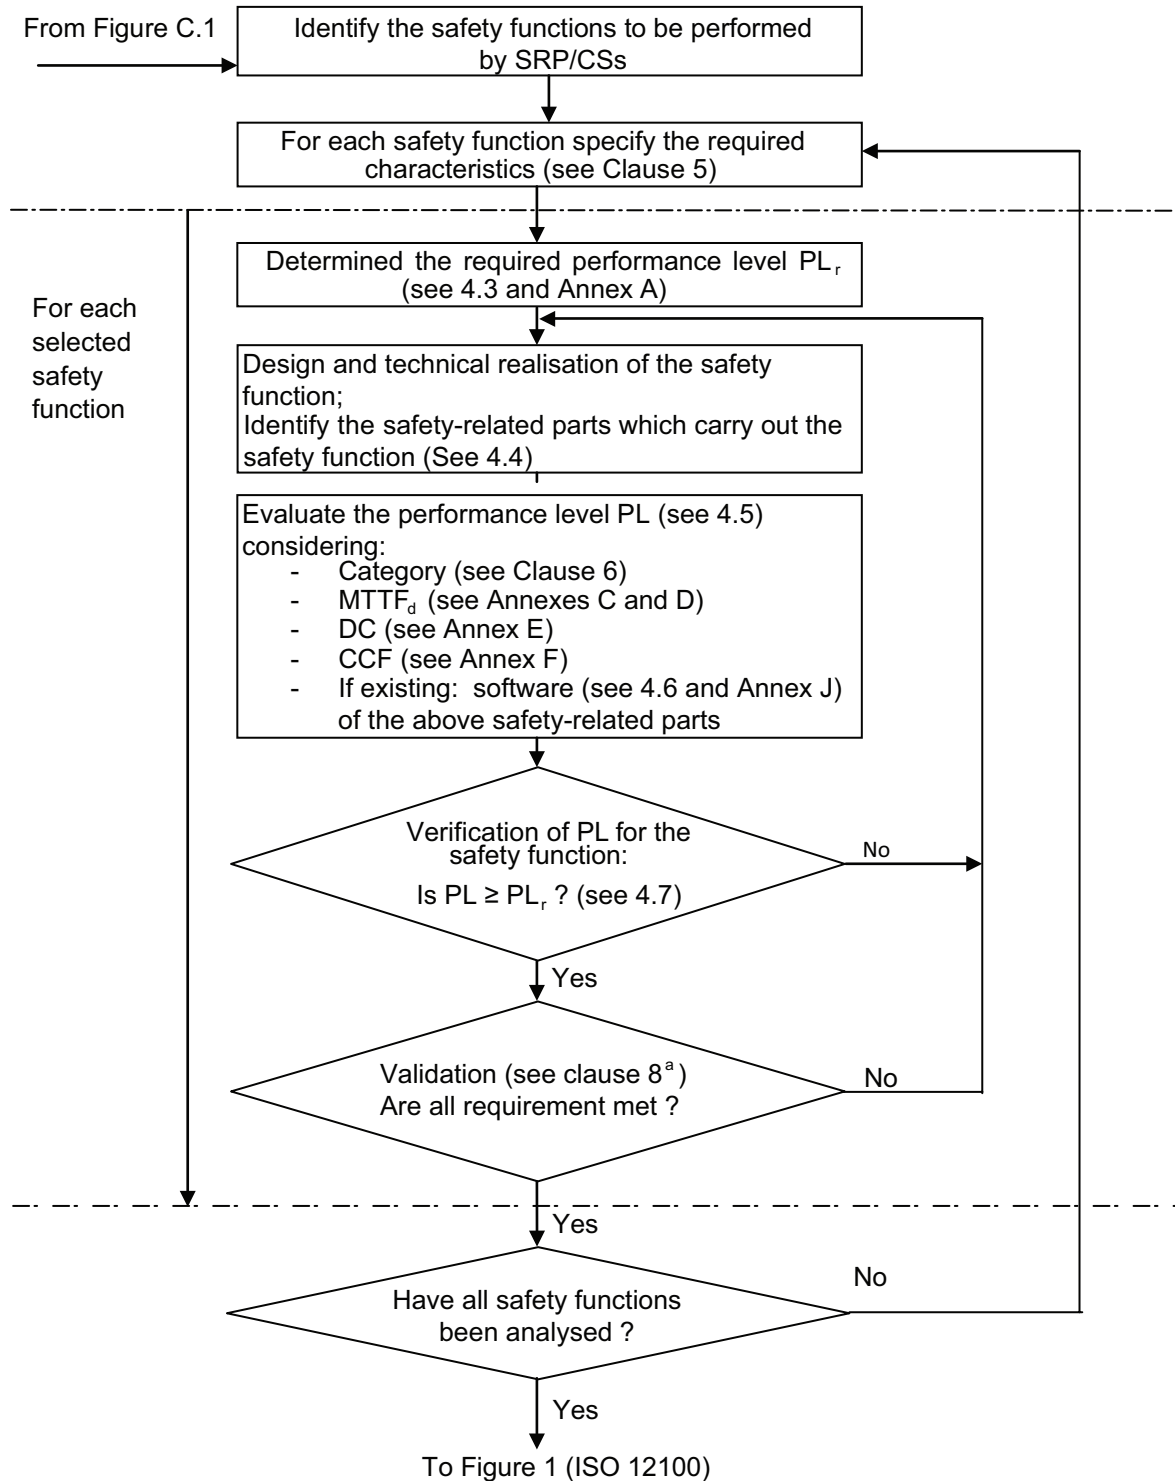 From Figure C.1
Identify the safety functions to be performed
by SRP/CSs
For each safety function specify the required
characteristics (see Clause 5)
Determined the required performance level PLr
(see 4.3 and Annex A)
For each
selected
safety
function
Design and technical realisation of the safety
function;
Identify the safety-related parts which carry out the
safety function (See 4.4)
Evaluate the performance level PL (see 4.5)
considering:
- Category (see Clause 6)
- MTTFd (see Annexes C and D)
- DC (see Annex E)
- CCF (see Annex F)
- If existing: software (see 4.6 and Annex J)
of the above safety-related parts
Verification of PL for the
safety function:
Is PL ≥ PLr ? (see 4.7)
No
Yes
Validation (see clause 8a)
Are all requirement met ?
No
Yes
Have all safety functions
been analysed ?
No
Yes
To Figure 1 (ISO 12100)